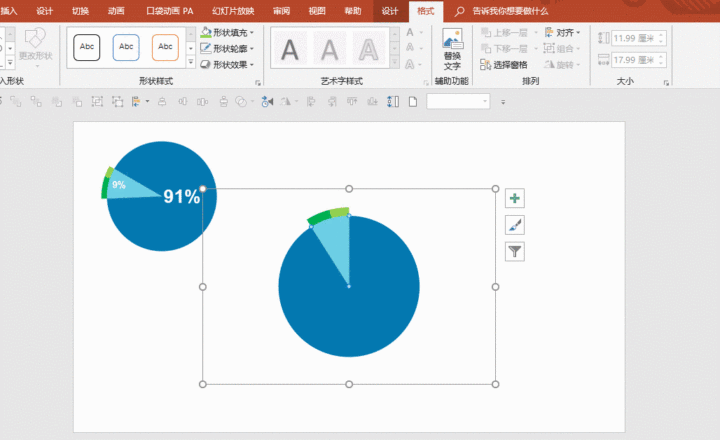 插入 设计 切换 动画 口袋动画 PA 幻灯片放映 审阅 视图 帮助 设计 格式 告诉我你想要做什么
更改形状
Abc Abc Abc
形状填充
形状轮廓
形状效果
A A A
A
A
A
替换
文字
上移一层
下移一层
选择窗格
对齐
组合
旋转
11.99 厘米
17.99 厘米
入形状 形状样式 艺术字样式 辅助功能 排列 大小
9%
91%